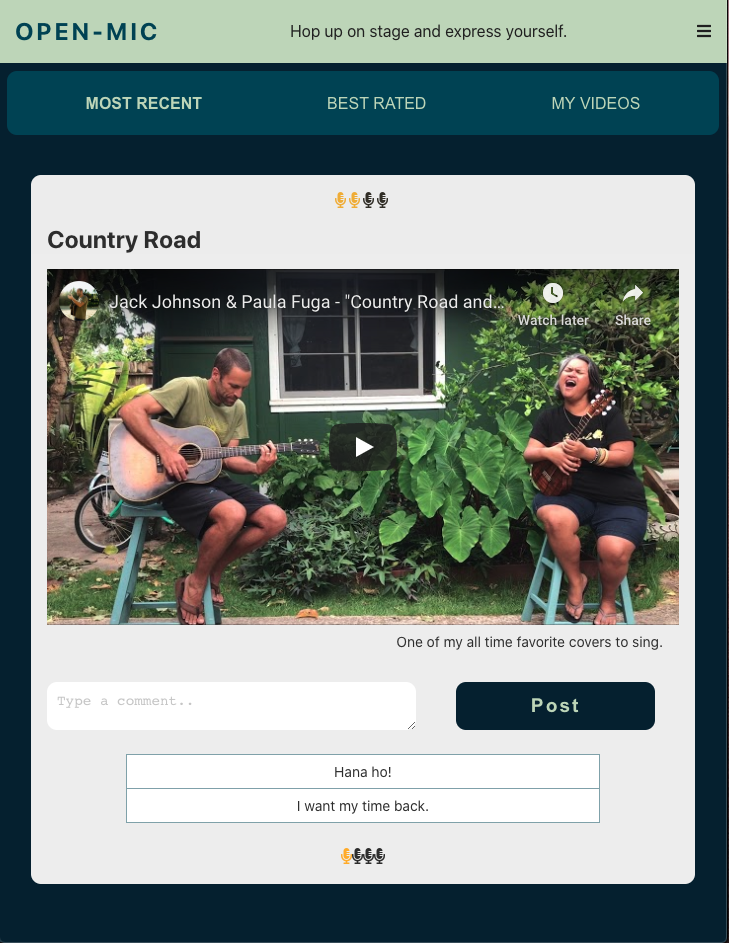 OPEN-MIC
Hop up on stage and express yourself.
MOST RECENT
BEST RATED
MY VIDEOS
Country Road
Jack Johnson & Paula Fuga - "Country Road and...
Watch later
Share
One of my all time favorite covers to sing.
Type a comment..
Post
Hana ho!
I want my time back.